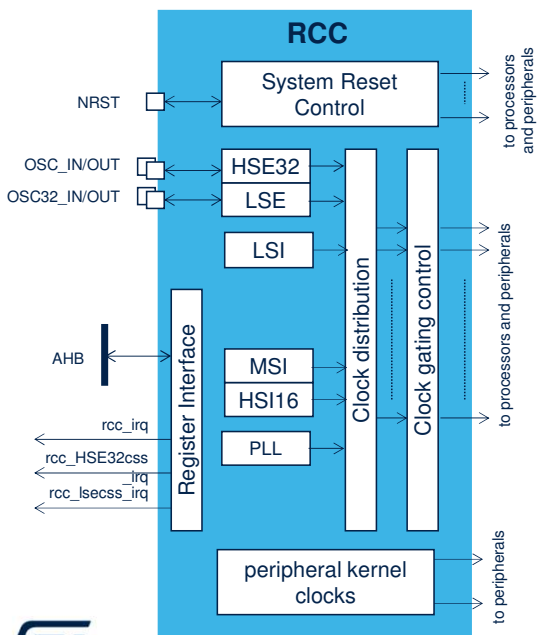 RCC
System Reset
Control
NRST
to processors
and peripherals
OSC_IN/OUT
HSE32
OSC32_IN/OUT
LSE
LSI
Clock distribution
Clock gating control
to processors and peripherals
Register Interface
AHB
MSI
HSI16
rcc_irq
PLL
rcc_HSE32css
_irq
rcc_lsecss_irq
peripheral kernel
clocks
to peripherals